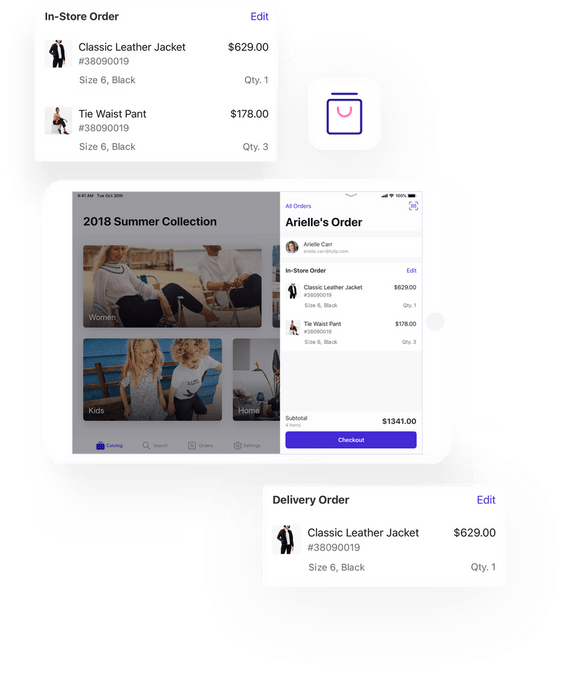 In-Store Order Edit
Classic Leather Jacket $629.00
#38090019
Size 6, Black Qty. 1
Tie Waist Pant $178.00
#38090019
Size 6, Black Qty. 3
9:41 AM Tue Oct 30th 100%
All Orders
2018 Summer Collection
Arielle's Order
Arielle Carr
arielle.carr@tulip.com
In-Store Order Edit
Classic Leather Jacket $629.00
#38090019
Size 6, Black Qty. 1
Women
Tie Waist Pant $178.00
#38090019
Size 6, Black Qty. 3
Kids
Home
Subtotal $1341.00
4 items
Checkout
Catalog Search Orders Settings
Delivery Order Edit
Classic Leather Jacket $629.00
#38090019
Size 6, Black Qty. 1